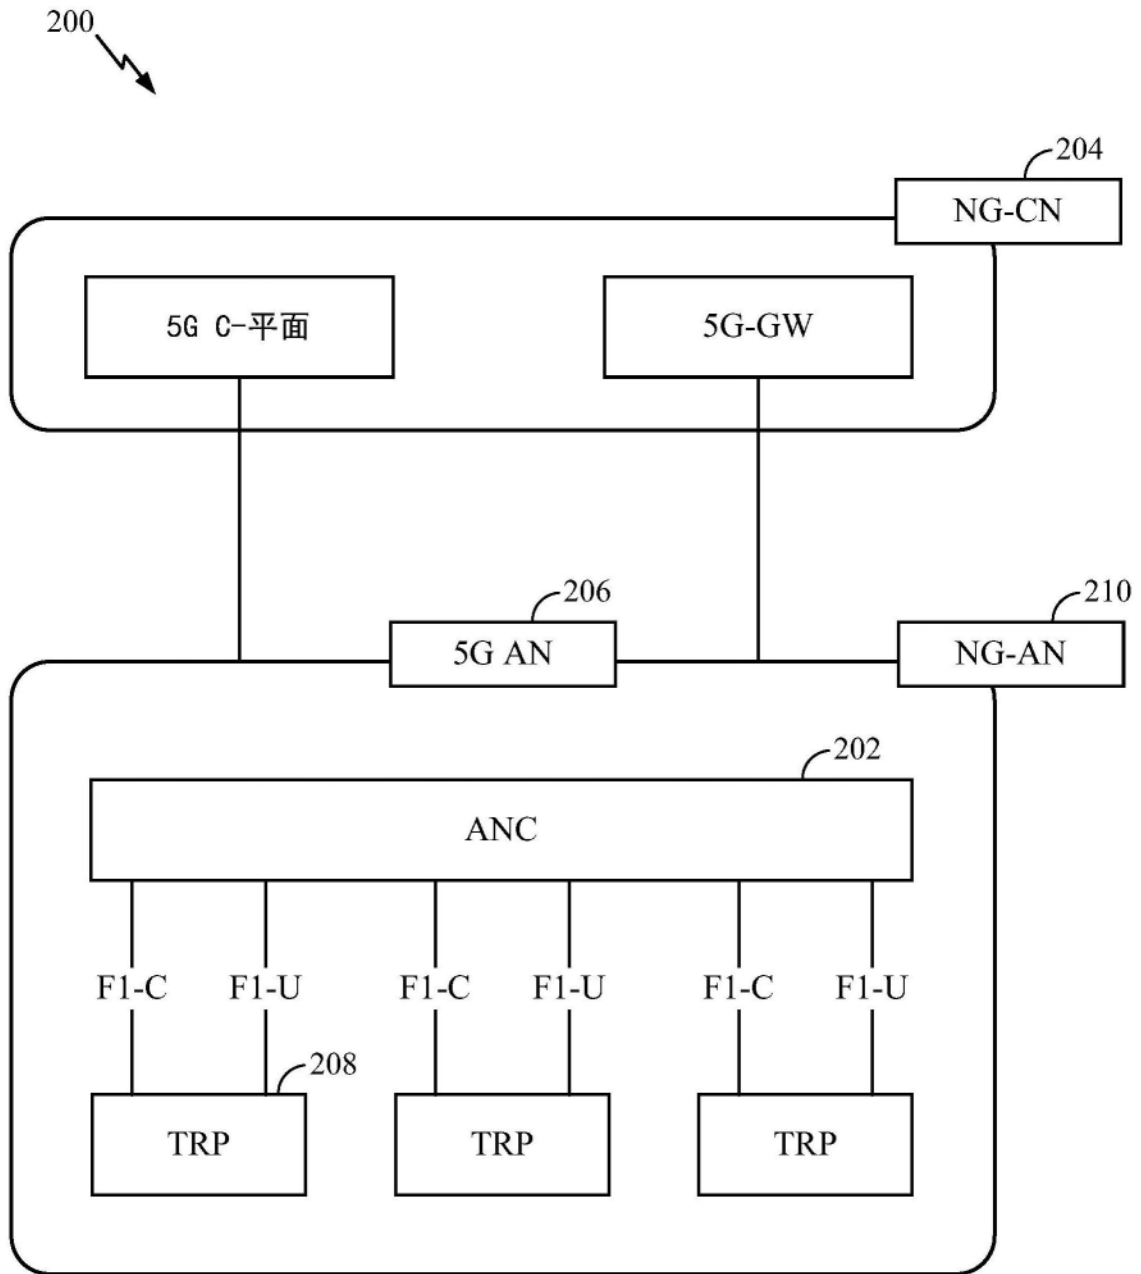 200
204
NG-CN
5G C-平面
5G-GW
206
210
5G AN
NG-AN
202
ANC
F1-C
F1-U
F1-C
F1-U
F1-C
F1-U
208
TRP
TRP
TRP